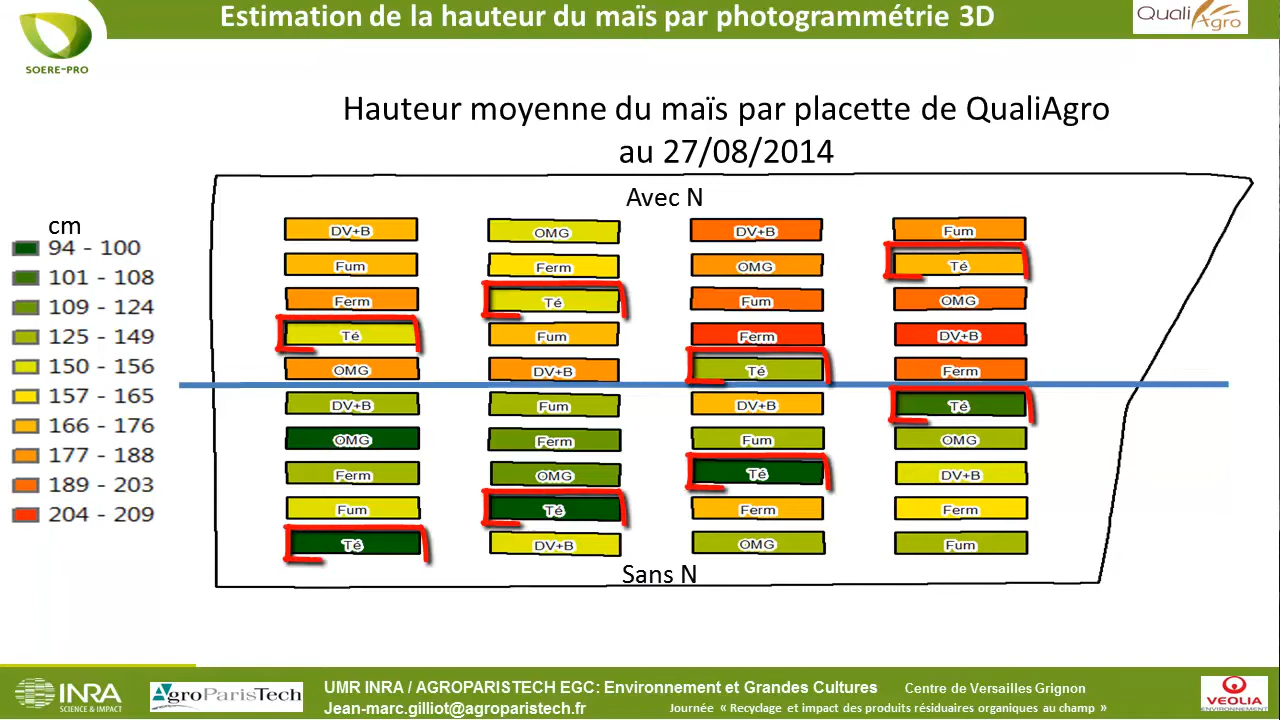 Estimation de la hauteur du maïs par photogrammétrie 3D
Quali
Agro
SOERE-PRO
Hauteur moyenne du maïs par placette de QualiAgro
au 27/08/2014
Avec N
cm
94 - 100
101 - 108
109 - 124
125 - 149
150 - 156
157 - 165
166 - 176
177 - 188
189 - 203
204 - 209
DV+B OMG DV+B Fum
Fum Ferm OMG Té
Ferm Té Fum OMG
Té Fum Ferm DV+B
OMG DV+B Té Ferm
DV+B Fum DV+B Té
OMG Ferm Fum OMG
Ferm OMG Té DV+B
Fum Té Ferm Ferm
Té DV+B OMG Fum
Sans N
INRA
SCIENCE & IMPACT
AgroParisTech
UMR INRA / AGROPARISTECH EGC: Environnement et Grandes Cultures Centre de Versailles Grignon
Jean-marc.gilliot@agroparistech.fr Journée « Recyclage et impact des produits résiduaires organiques au champ »
VEOLIA
ENVIRONNEMENT